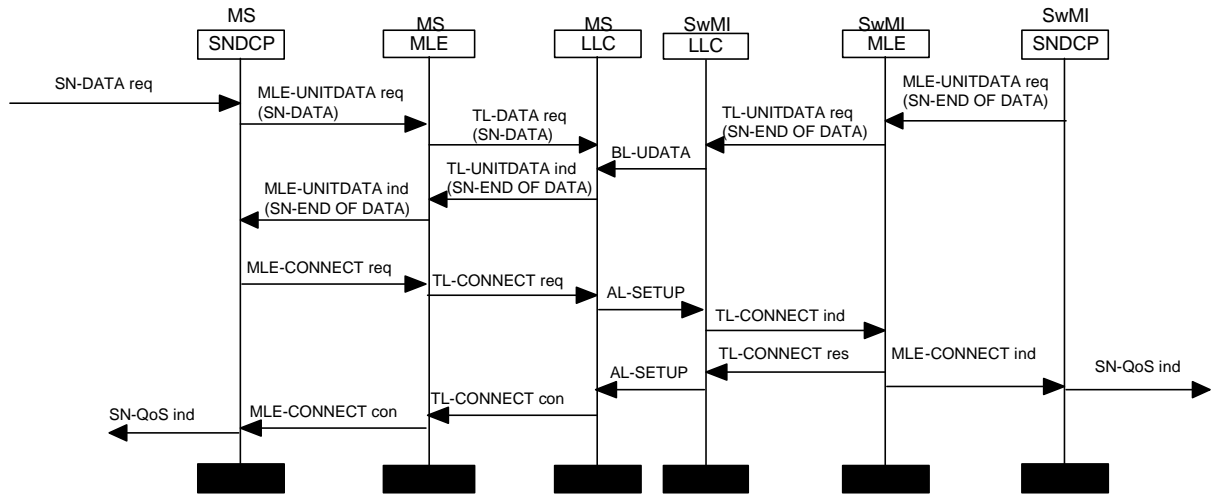 MS
MS
MS
SwMI
SwMI
SwMI
SNDCP
MLE
LLC
LLC
MLE
SNDCP
SN-DATA req
MLE-UNITDATA req
(SN-DATA)
TL-DATA req
(SN-DATA)
TL-UNITDATA req
(SN-END OF DATA)
MLE-UNITDATA req
(SN-END OF DATA)
BL-UDATA
TL-UNITDATA ind
(SN-END OF DATA)
MLE-UNITDATA ind
(SN-END OF DATA)
MLE-CONNECT req
TL-CONNECT req
AL-SETUP
TL-CONNECT ind
TL-CONNECT res
MLE-CONNECT ind
SN-QoS ind
AL-SETUP
TL-CONNECT con
MLE-CONNECT con
SN-QoS ind